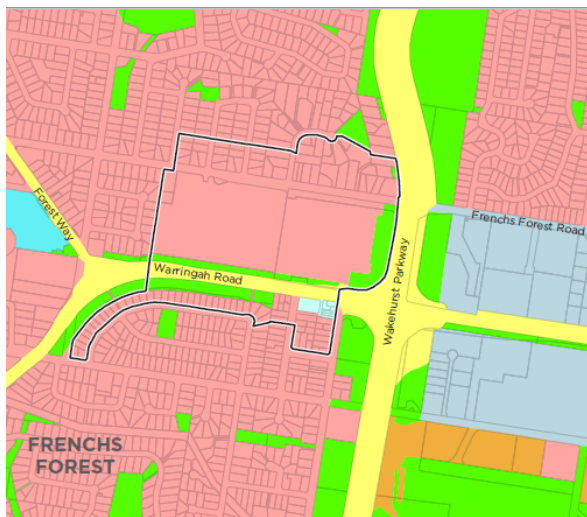 Frenchs Forest Road
Forest Way
Warringah Road
Wakehurst Parkway
FRENCHS
FOREST